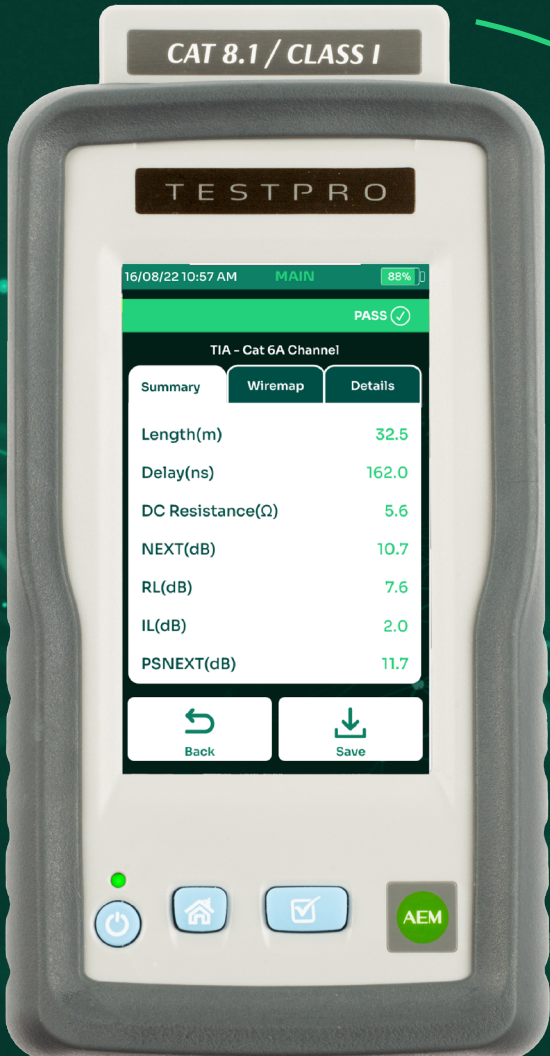 CAT 8.1 / CLASS I
TESTPRO
16/08/22 10:57 AM MAIN 88%
PASS
TIA - Cat 6A Channel
Summary Wiremap Details
Length(m) 32.5
Delay(ns) 162.0
DC Resistance(Ω) 5.6
NEXT(dB) 10.7
RL(dB) 7.6
IL(dB) 2.0
PSNEXT(dB) 11.7
Back Save
AEM